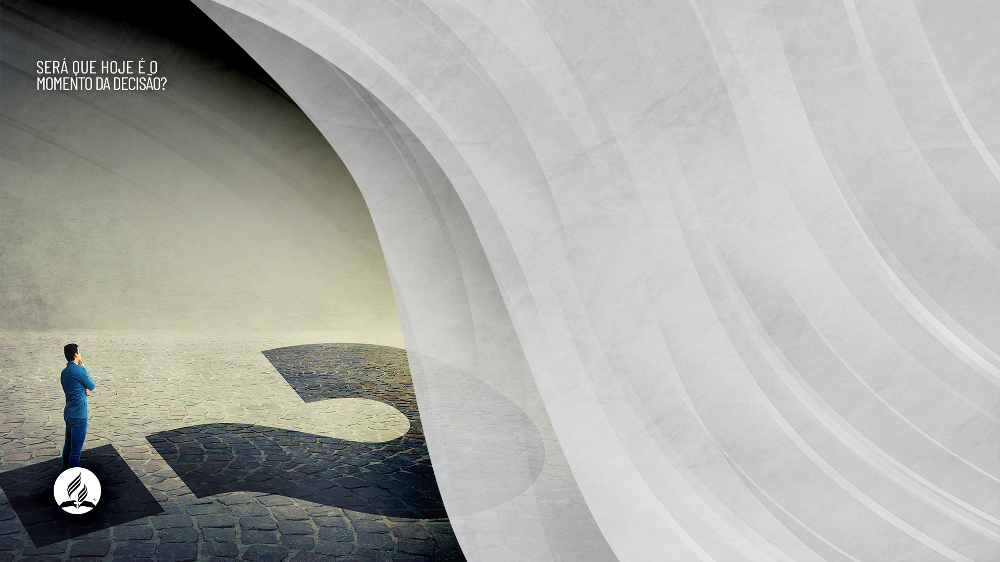 SERÁ QUE HOJE É O
MOMENTO DA DECISÃO?